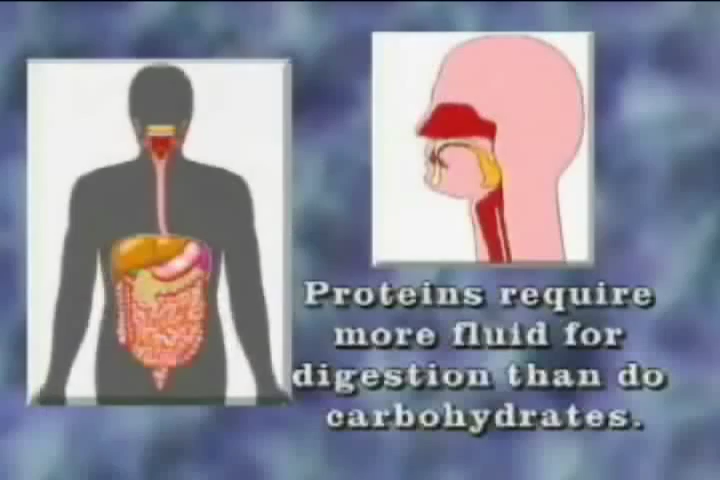 Proteins require
more fluid for
digestion than do
carbohydrates.